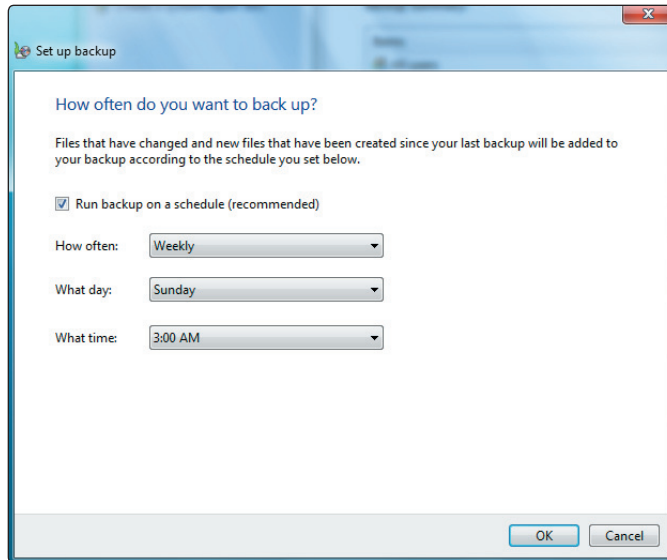 Set up backup
How often do you want to back up?
Files that have changed and new files that have been created since your last backup will be added to
your backup according to the schedule you set below.
Run backup on a schedule (recommended)
How often: Weekly
What day: Sunday
What time: 3:00 AM
OK Cancel